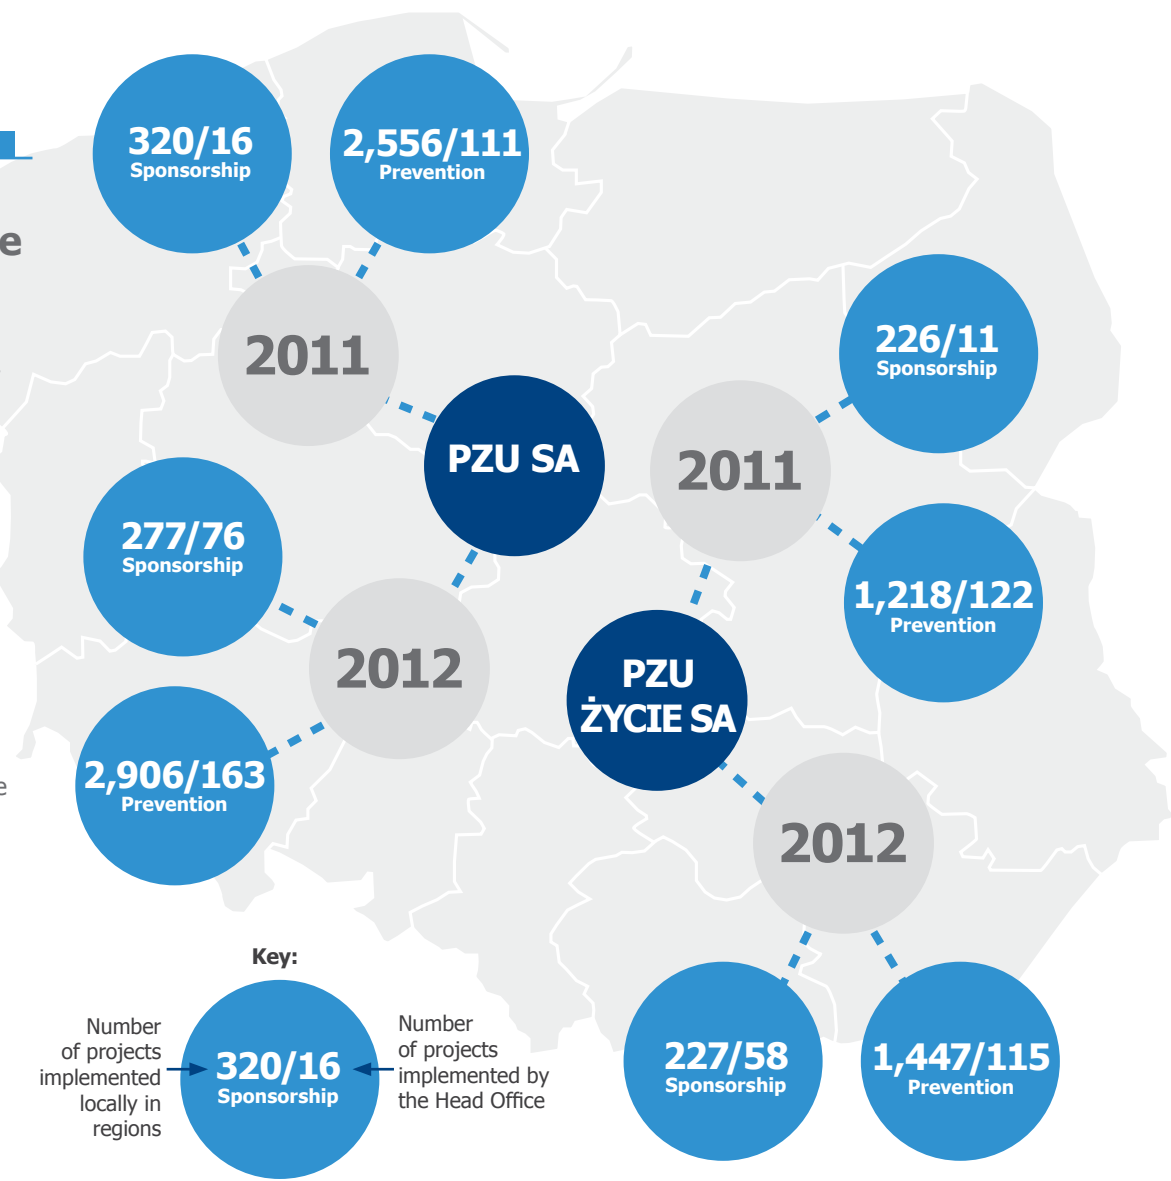 320/16
Sponsorship
2,556/111
Prevention
e
2011
226/11
Sponsorship
PZU SA
2011
277/76
Sponsorship
1,218/122
Prevention
2012
PZU
ŻYCIE SA
2,906/163
Prevention
e
2012
Key:
Number
of projects
implemented
locally in
regions
320/16
Sponsorship
Number
of projects
implemented by
the Head Office
227/58
Sponsorship
1,447/115
Prevention